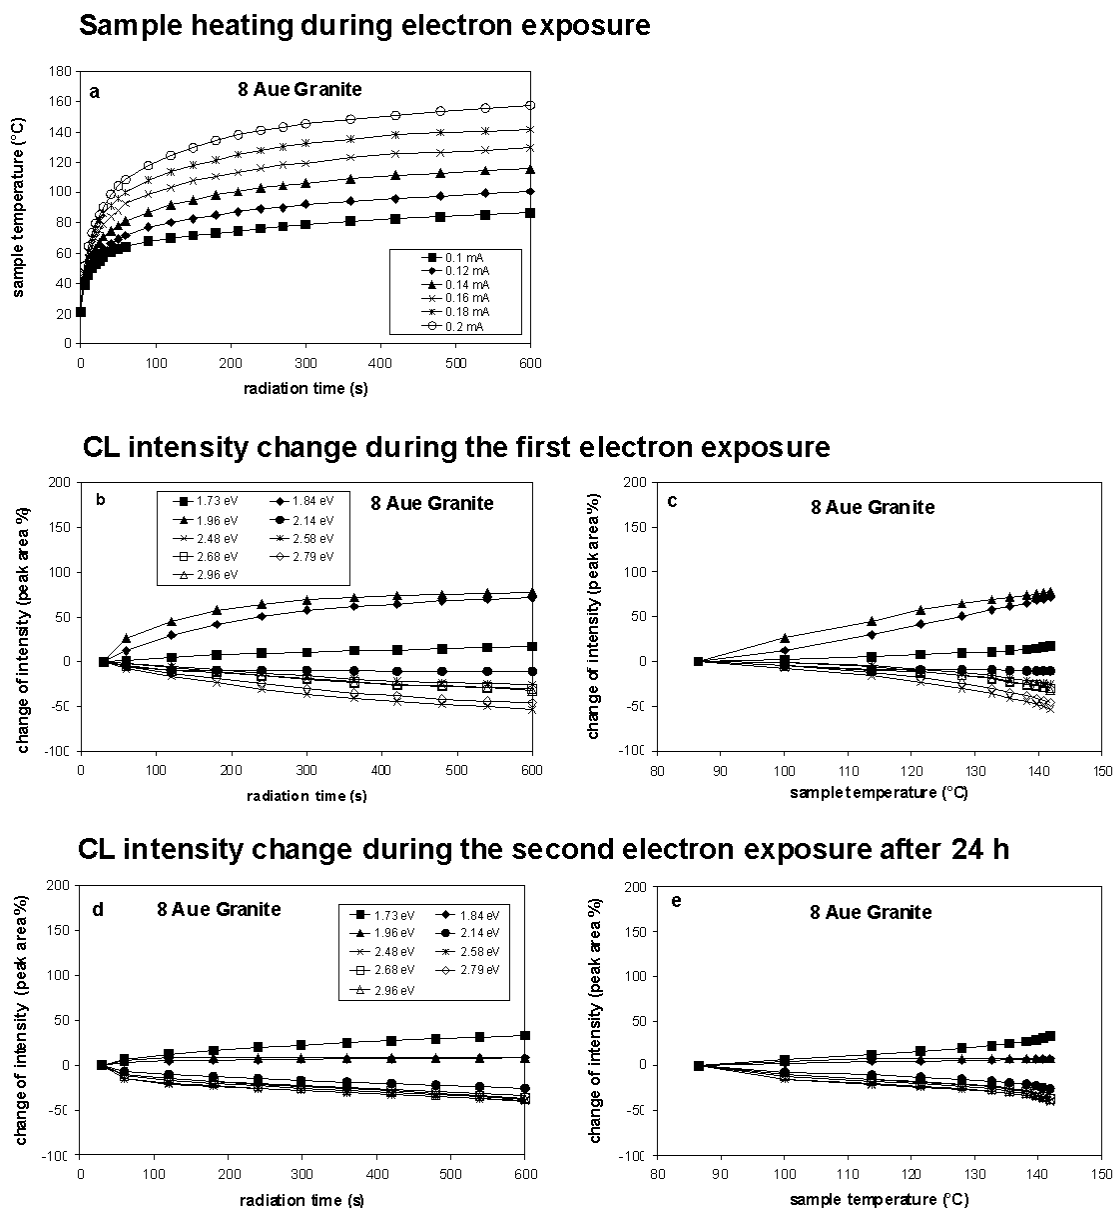 Sample heating during electron exposure
a
8 Aue Granite
sample temperature (°C)
180
160
140
120
100
80
60
40
20
0
0.1 mA
0.12 mA
0.14 mA
0.16 mA
0.18 mA
0.2 mA
0 100 200 300 400 500 600
radiation time (s)
CL intensity change during the first electron exposure
b
8 Aue Granite
change of intensity (peak area %)
200
150
100
50
0
-50
-100
1.73 eV 1.84 eV
1.96 eV 2.14 eV
2.48 eV 2.58 eV
2.68 eV 2.79 eV
2.96 eV
0 100 200 300 400 500 600
radiation time (s)
c
8 Aue Granite
change of intensity (peak area %)
200
150
100
50
0
-50
-100
80 90 100 110 120 130 140 150
sample temperature (°C)
CL intensity change during the second electron exposure after 24 h
d
8 Aue Granite
change of intensity (peak area %)
200
150
100
50
0
-50
-100
1.73 eV 1.84 eV
1.96 eV 2.14 eV
2.48 eV 2.58 eV
2.68 eV 2.79 eV
2.96 eV
0 100 200 300 400 500 600
radiation time (s)
e
8 Aue Granite
change of intensity (peak area %)
200
150
100
50
0
-50
-100
80 90 100 110 120 130 140 150
sample temperature (°C)